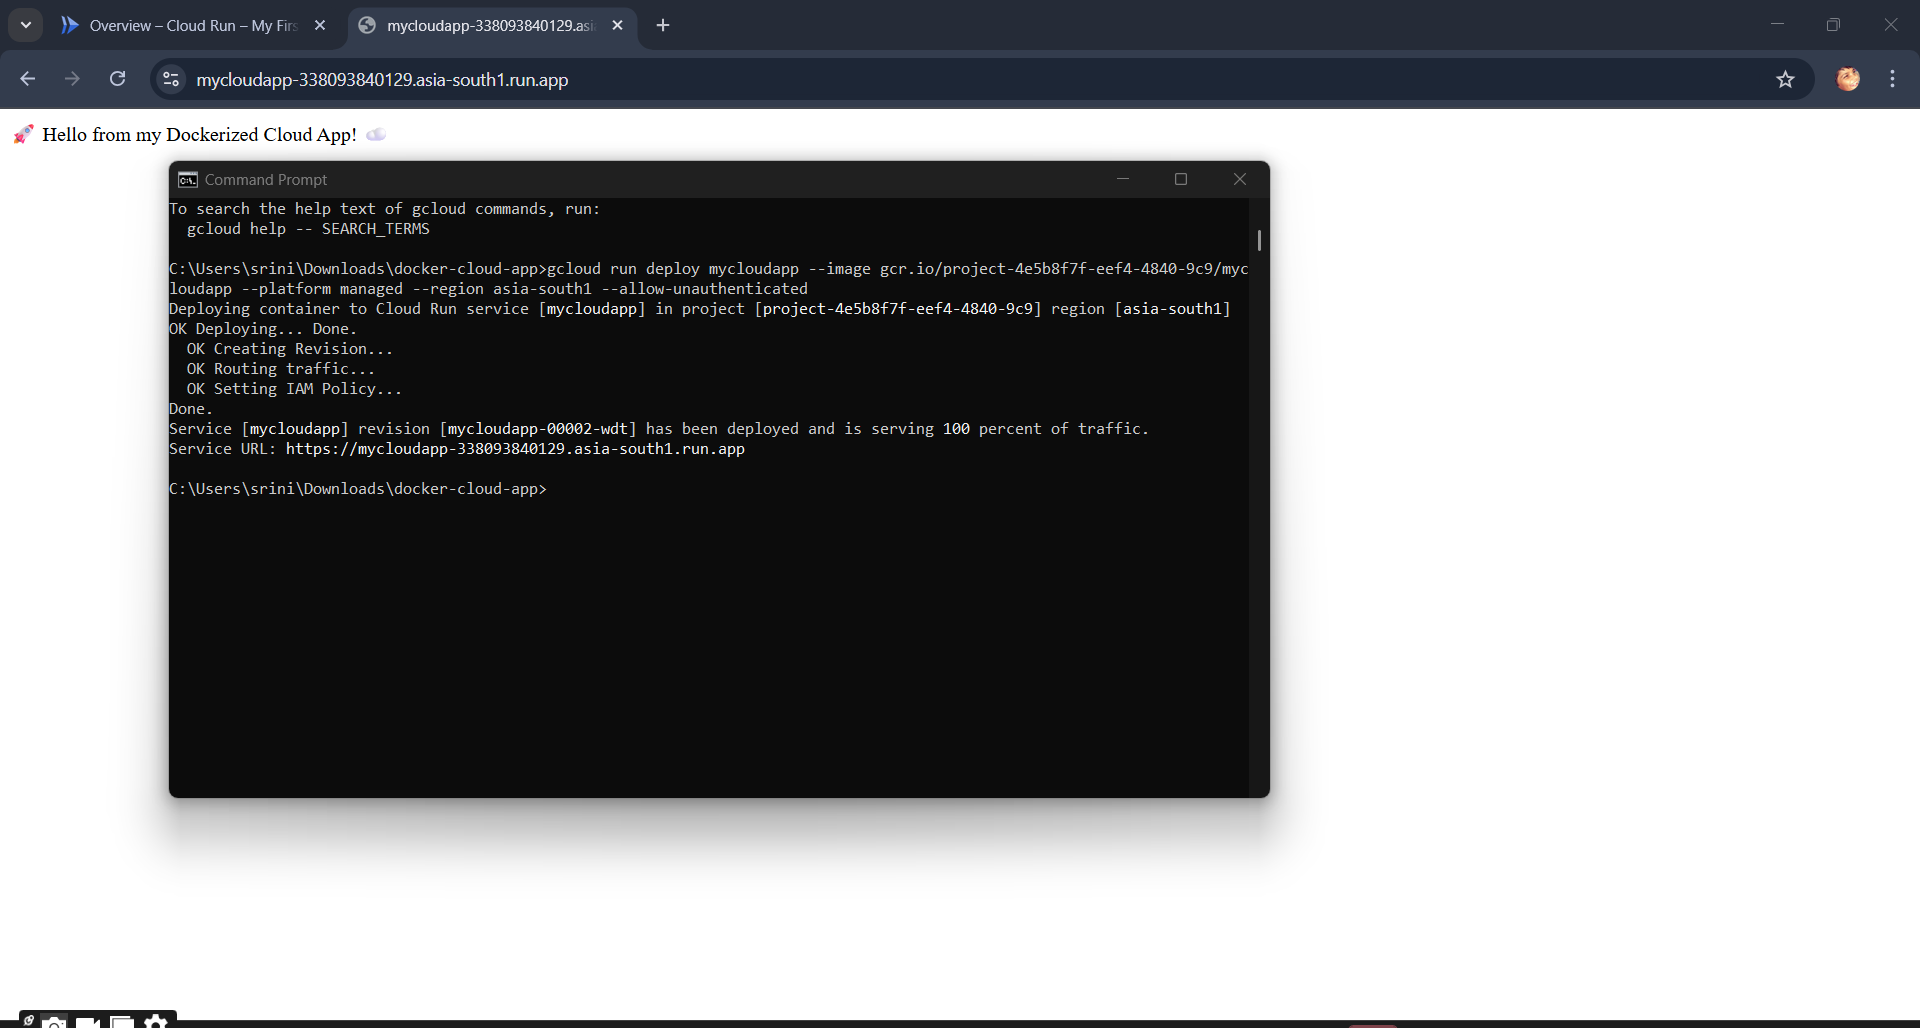 Overview – Cloud Run – My Firs
mycloudapp-338093840129.asi
mycloudapp-338093840129.asia-south1.run.app
🚀 Hello from my Dockerized Cloud App! ☁️
Command Prompt
To search the help text of gcloud commands, run:
  gcloud help -- SEARCH_TERMS
C:\Users\srini\Downloads\docker-cloud-app>gcloud run deploy mycloudapp --image gcr.io/project-4e5b8f7f-eef4-4840-9c9/myc
loudapp --platform managed --region asia-south1 --allow-unauthenticated
Deploying container to Cloud Run service [mycloudapp] in project [project-4e5b8f7f-eef4-4840-9c9] region [asia-south1]
OK Deploying... Done.
  OK Creating Revision...
  OK Routing traffic...
  OK Setting IAM Policy...
Done.
Service [mycloudapp] revision [mycloudapp-00002-wdt] has been deployed and is serving 100 percent of traffic.
Service URL: https://mycloudapp-338093840129.asia-south1.run.app
C:\Users\srini\Downloads\docker-cloud-app>